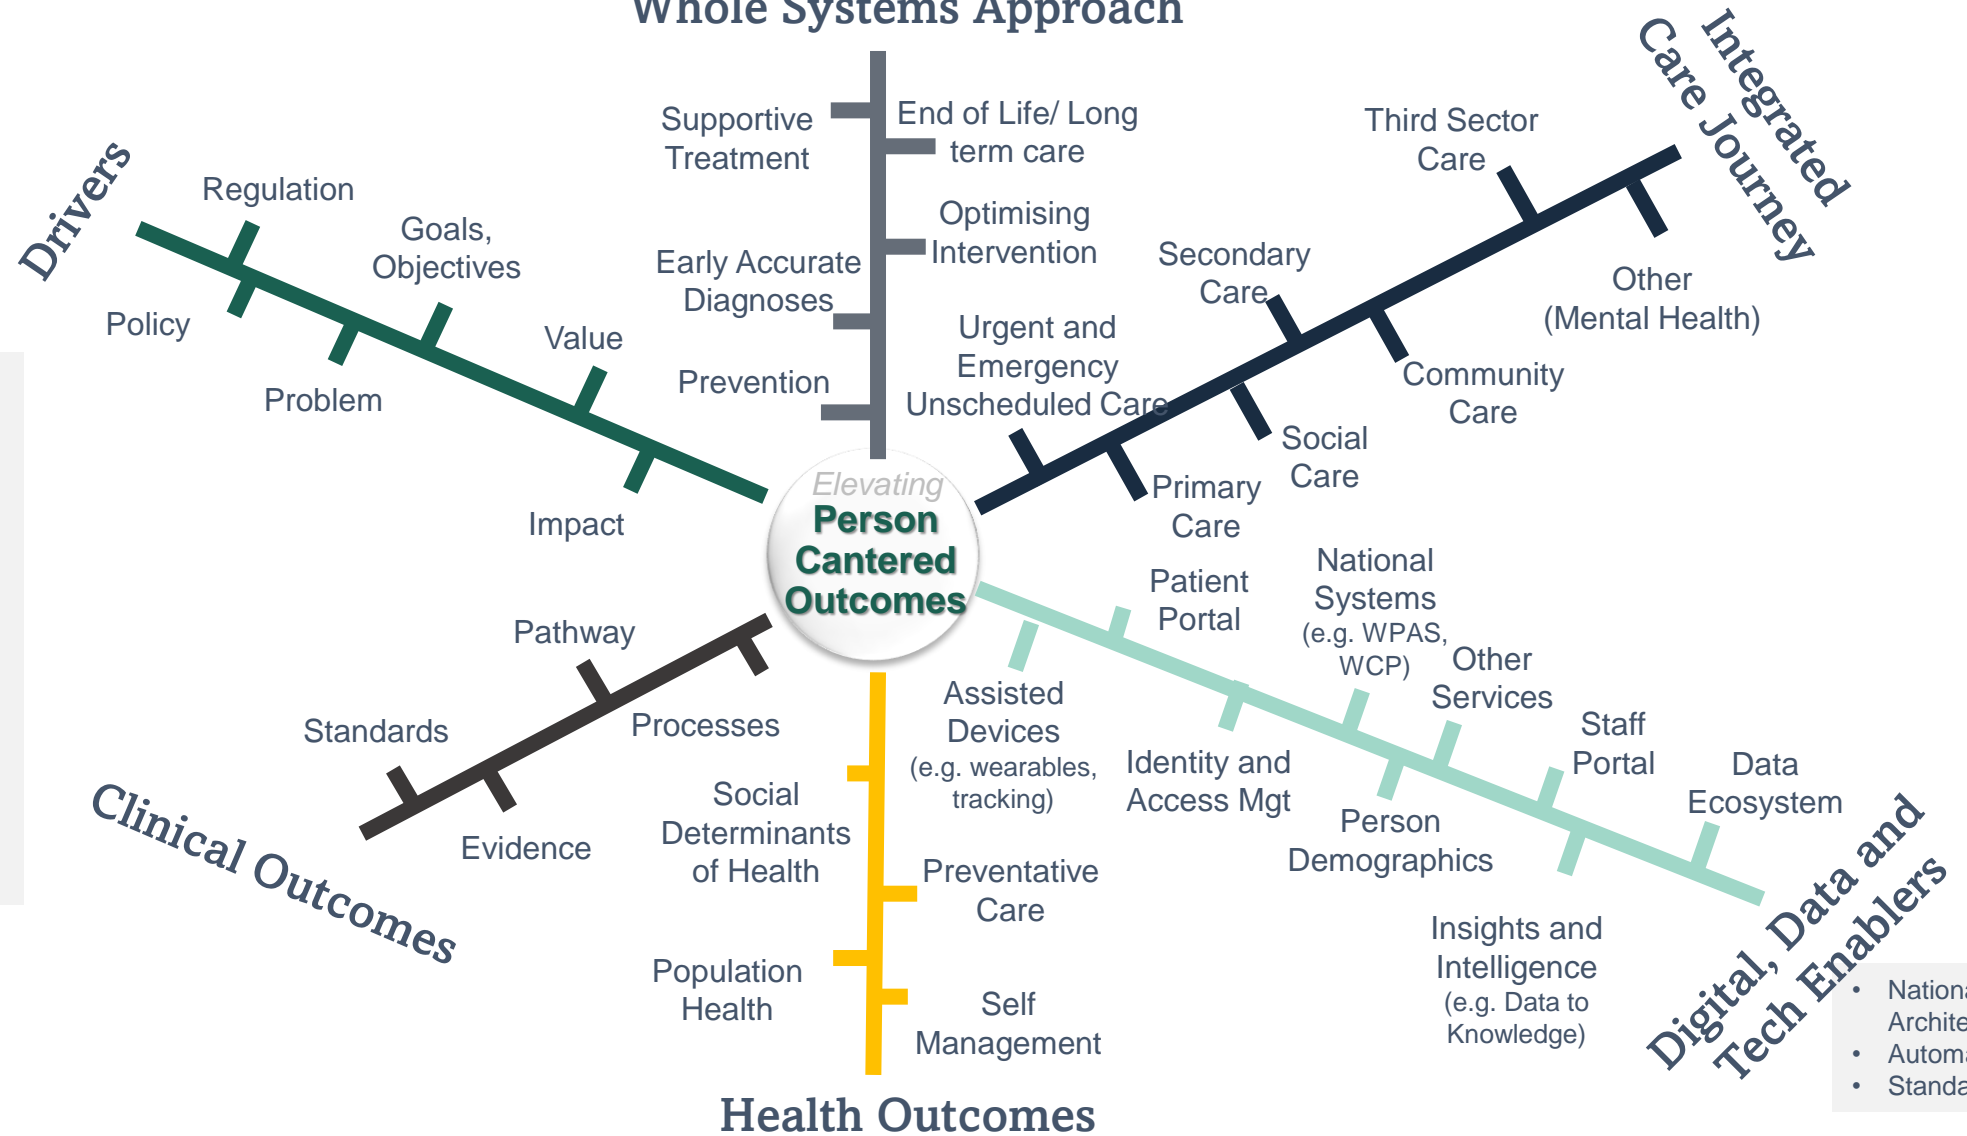 Whole Systems Approach
Supportive
Treatment
End of Life/ Long
term care
Optimising
Intervention
Early Accurate
Diagnoses
Prevention
Drivers
Regulation
Goals,
Objectives
Value
Policy
Problem
Impact
Integrated
Care Journey
Third Sector
Care
Secondary
Care
Urgent and
Emergency
Unscheduled Care
Other
(Mental Health)
Community
Care
Social
Care
Primary
Care
Elevating
Person
Cantered
Outcomes
Pathway
Standards
Processes
Evidence
Clinical Outcomes
Social
Determinants
of Health
Preventative
Care
Population
Health
Self
Management
Health Outcomes
Patient
Portal
National
Systems
(e.g. WPAS,
WCP)
Other
Services
Staff
Portal
Data
Ecosystem
Assisted
Devices
(e.g. wearables,
tracking)
Identity and
Access Mgt
Person
Demographics
Insights and
Intelligence
(e.g. Data to
Knowledge)
Digital, Data and
Tech Enablers
•
•
•